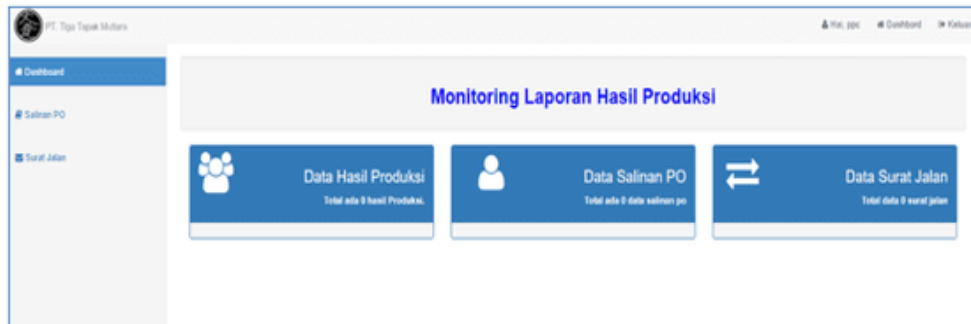 PT. Tiga Tapak Mutiara
Hai, ppc Dashbord Keluar
Dashboard
Salinan PO
Surat Jalan
Monitoring Laporan Hasil Produksi
Data Hasil Produksi
Total ada 0 hasil Produksi.
Data Salinan PO
Total ada 0 data salinan po
Data Surat Jalan
Total data 0 surat jalan